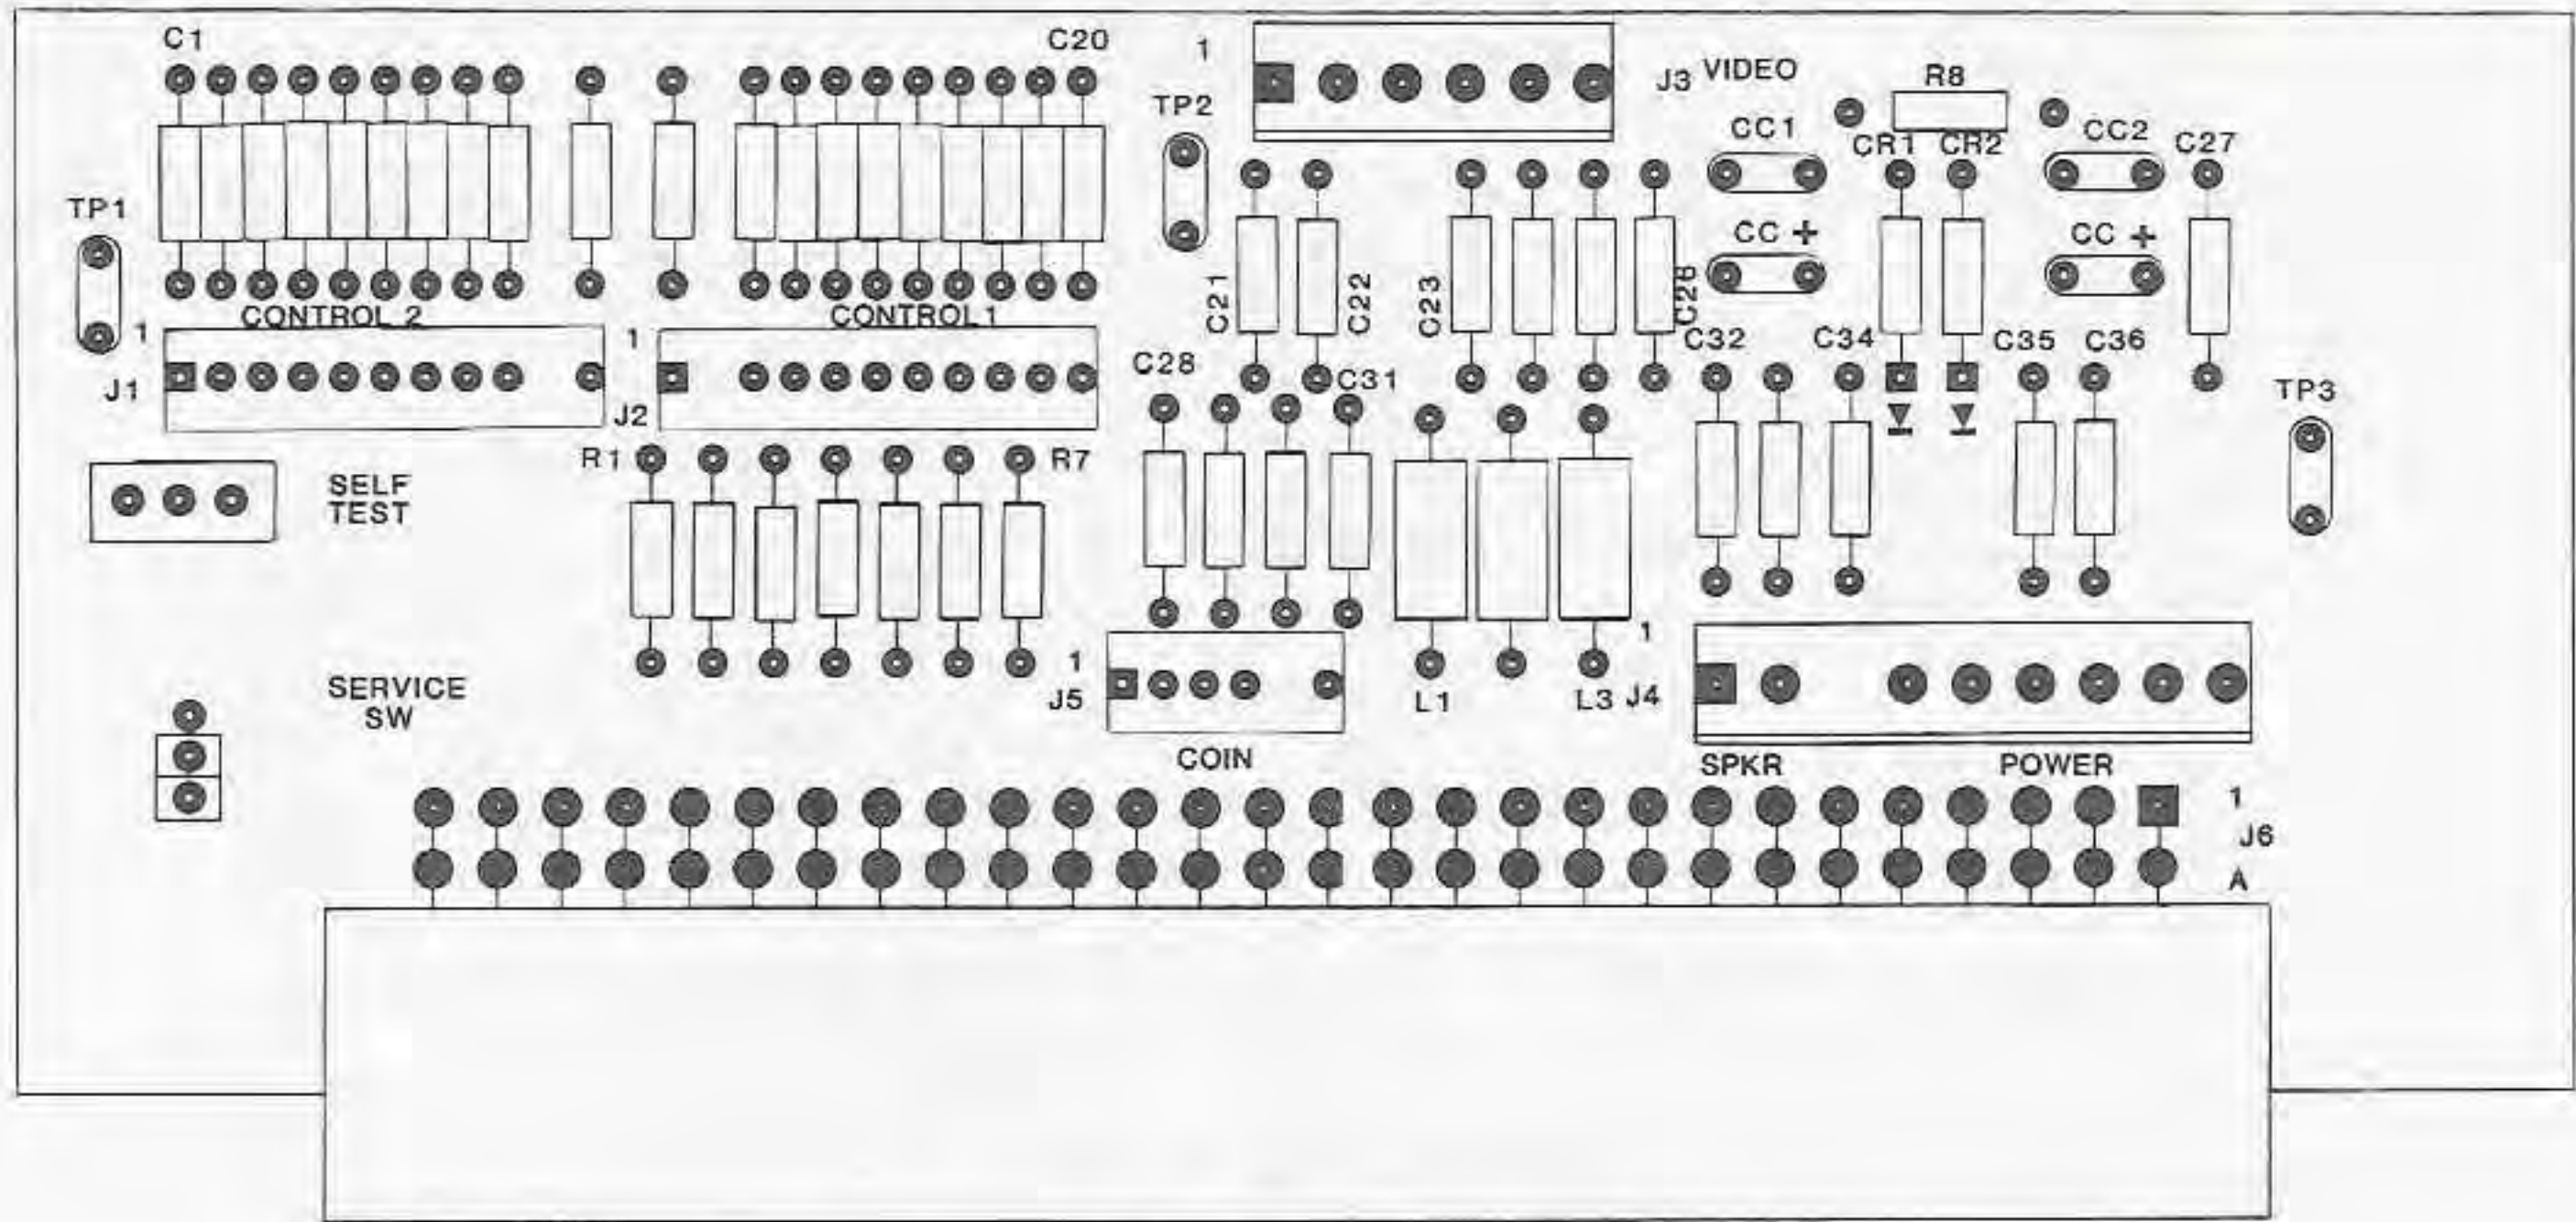 C1
C20
1
J3 VIDEO
R8
TP2
CC1
CR1
CR2
CC2
C27
TP1
CC +
CC +
C21
C22
C23
C26
CONTROL 2
CONTROL 1
1
1
C32
C34
C35
C36
C28
C31
J1
J2
TP3
R1
R7
SELF
TEST
1
1
SERVICE
SW
J5
L1
L3
J4
COIN
SPKR
POWER
1
J6
A